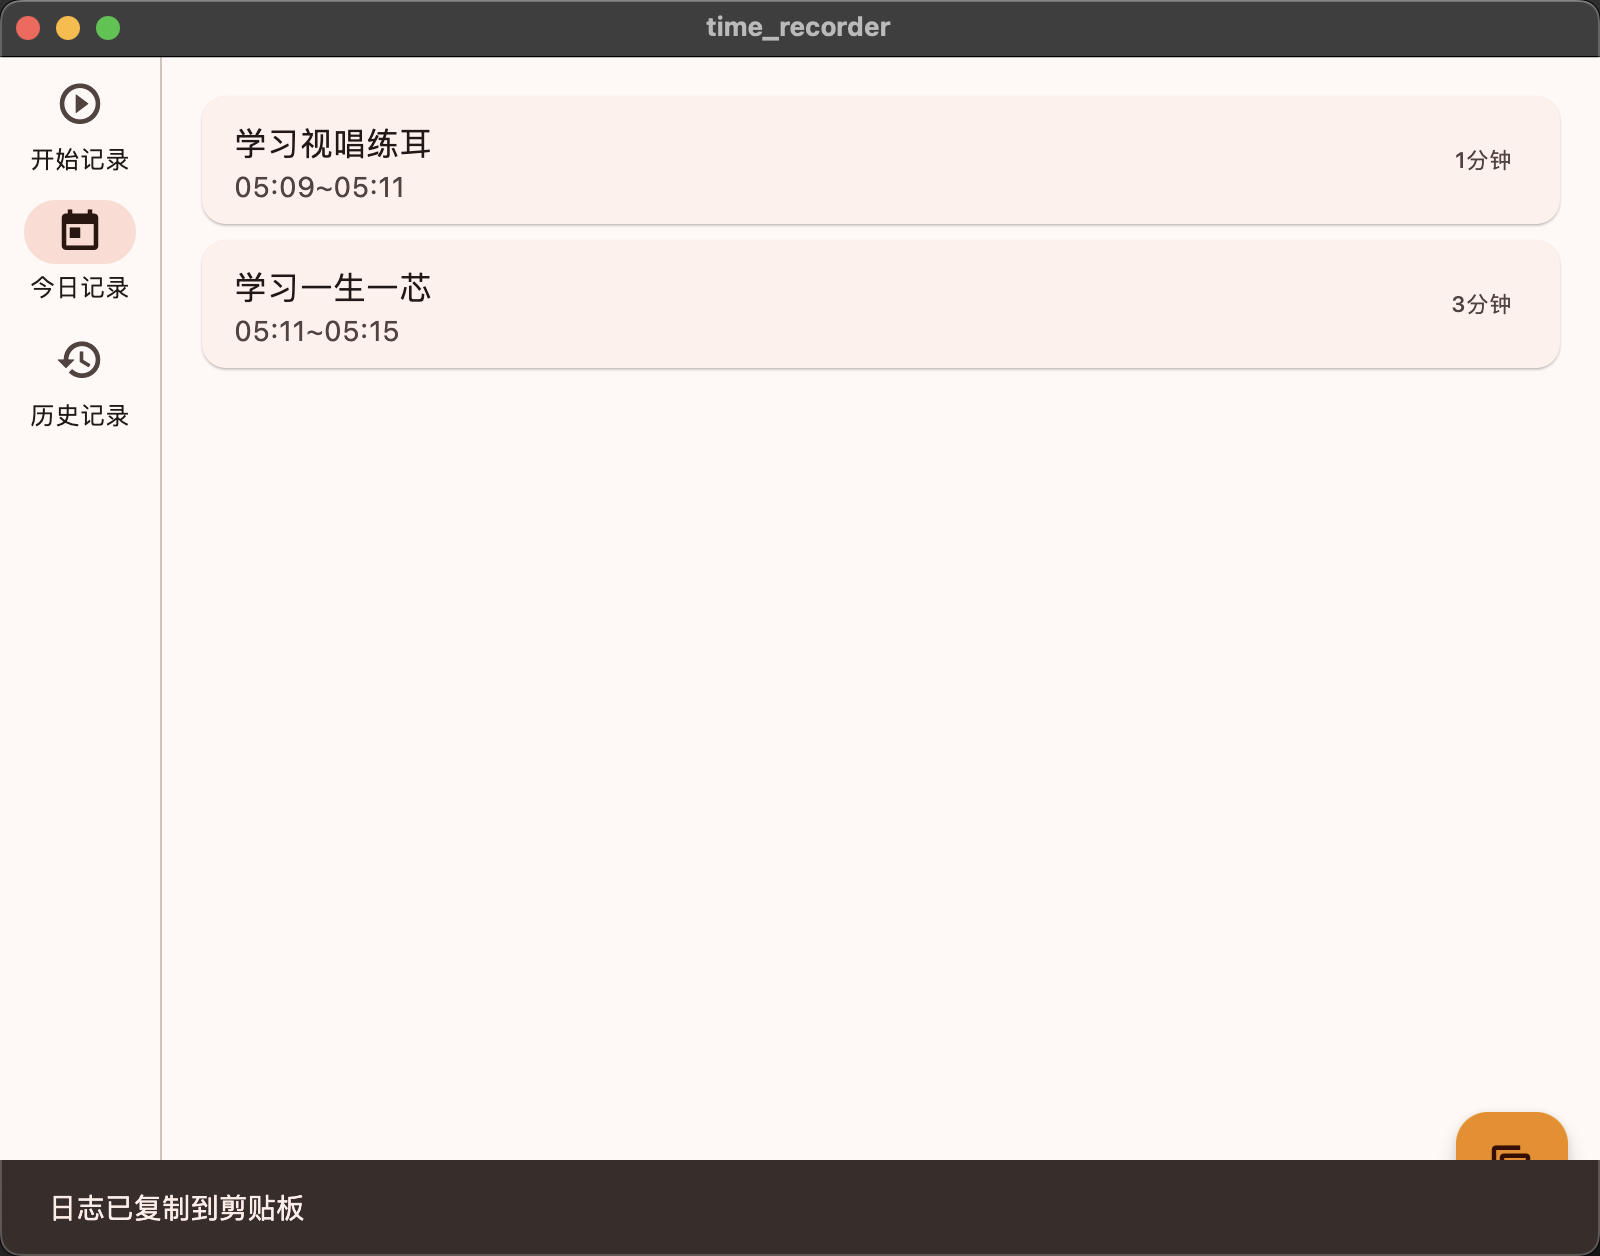 time_recorder
开始记录
今日记录
历史记录
学习视唱练耳
05:09~05:11
1分钟
学习一生一芯
05:11~05:15
3分钟
日志已复制到剪贴板